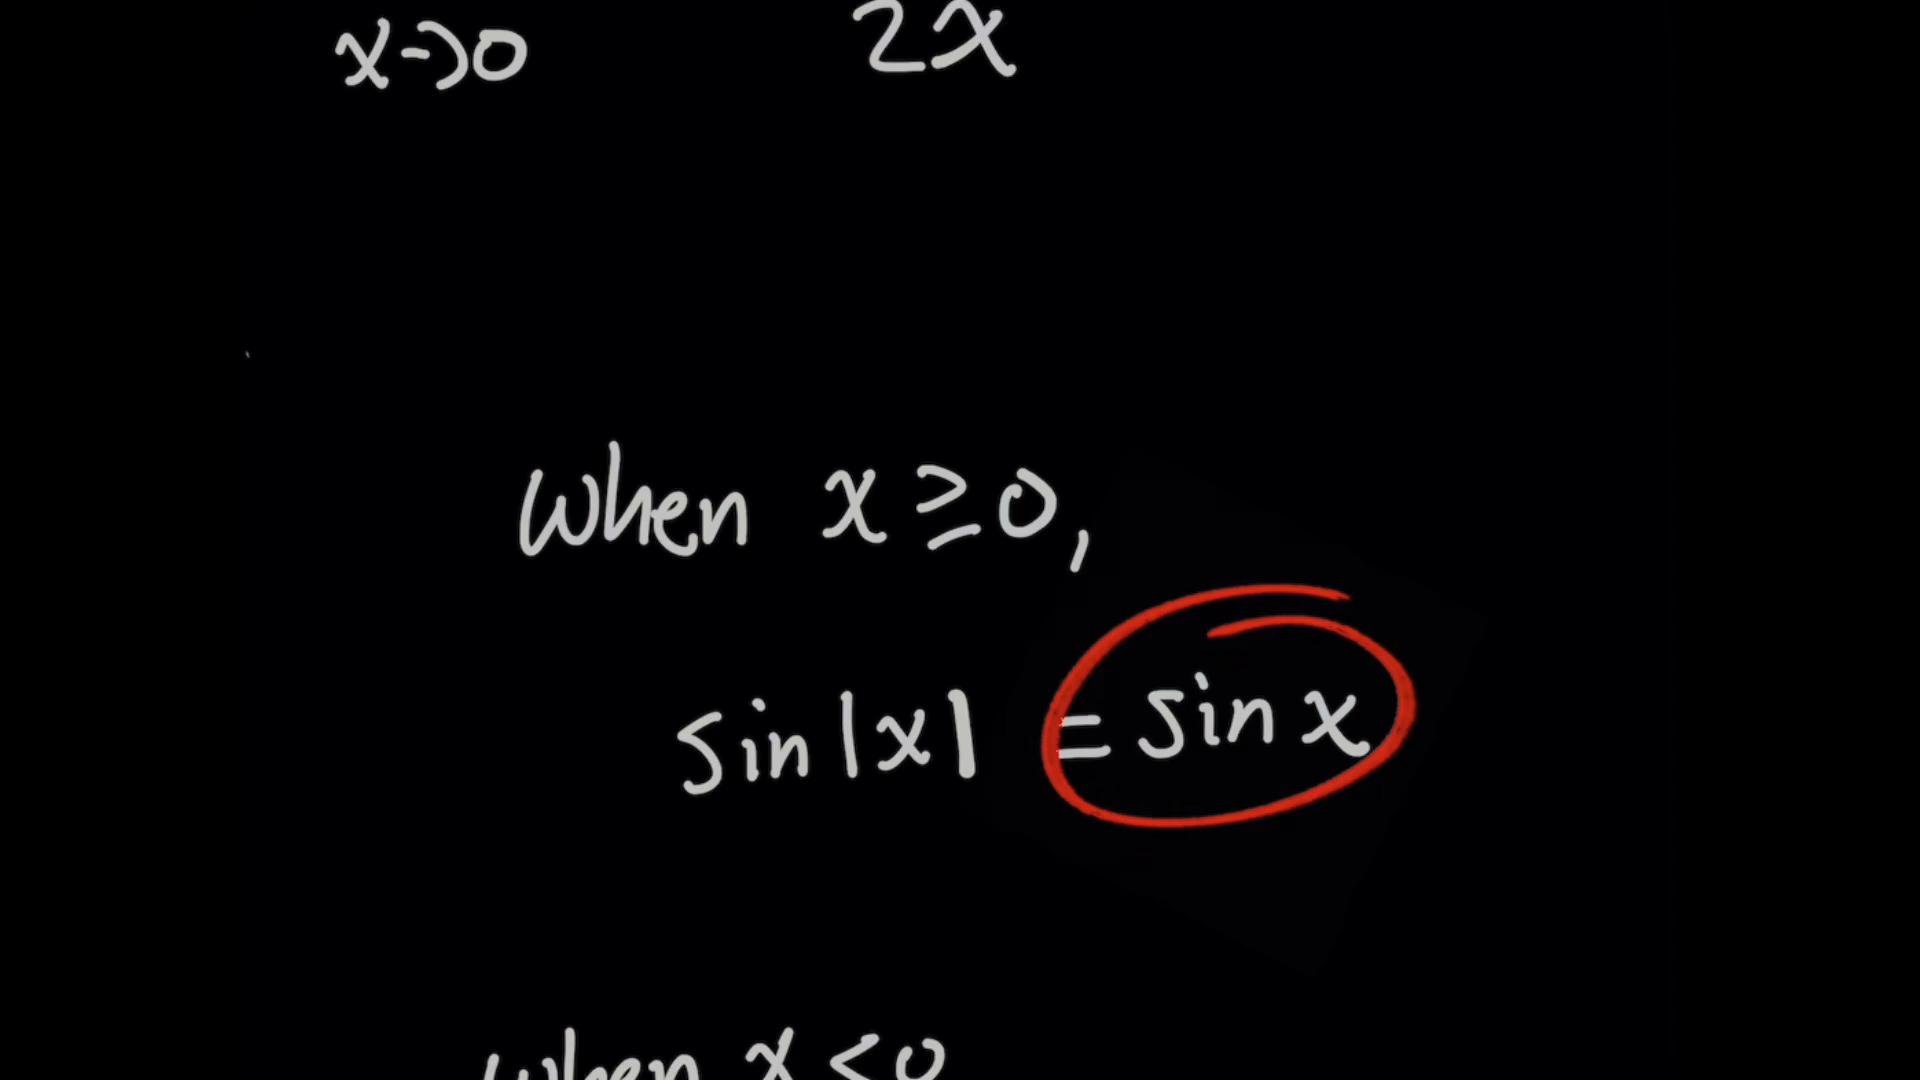 x→0 2x
When x ≥ 0,
sin|x| = sin x
when x < 0